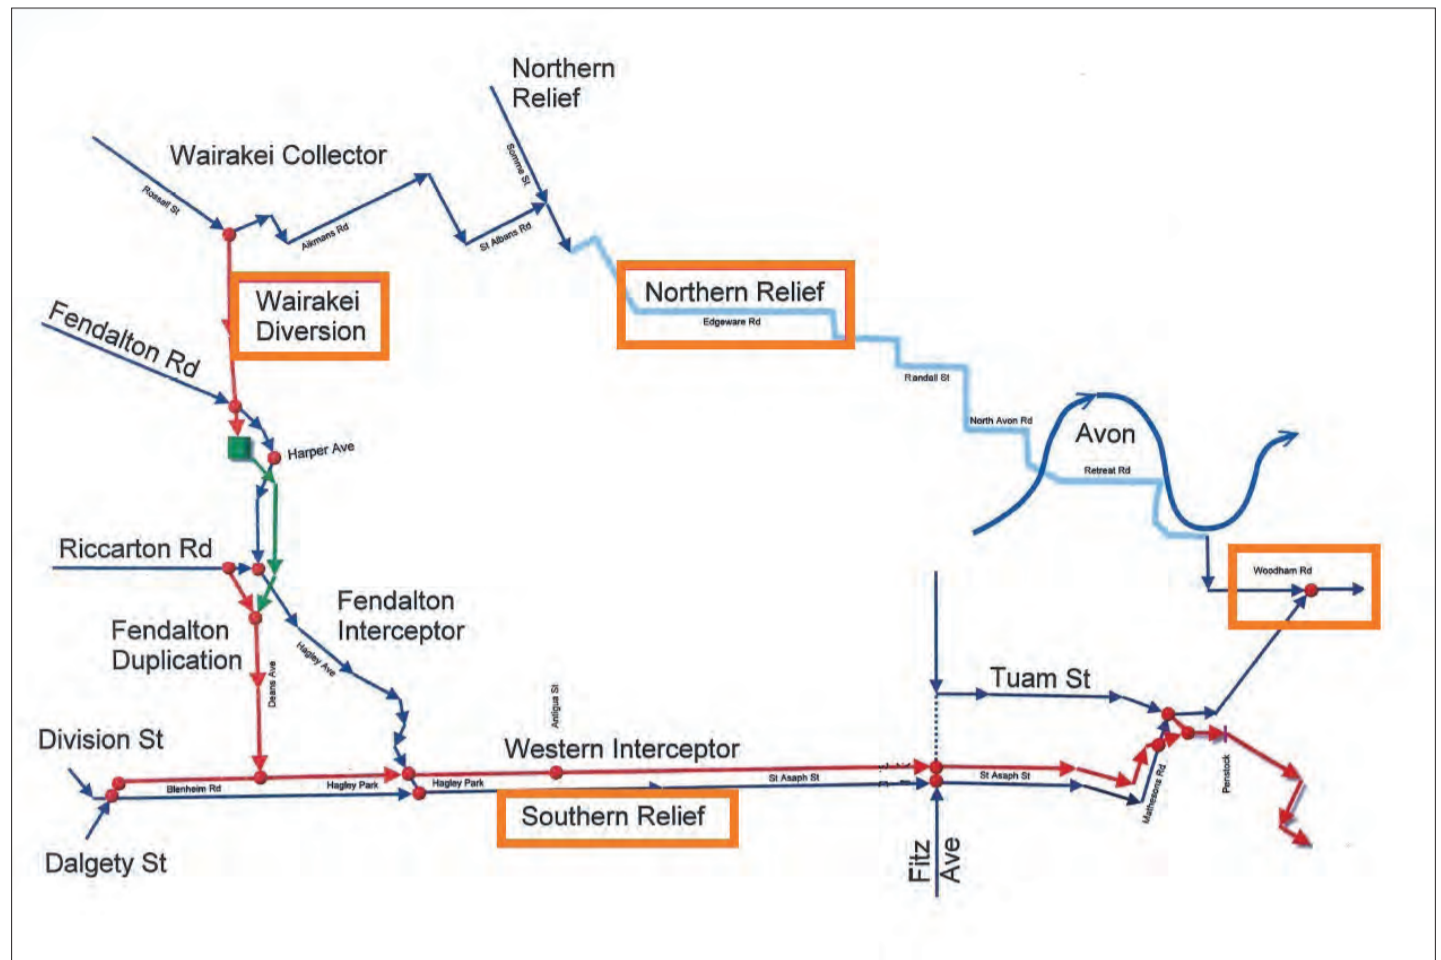 Northern
Relief
Wairakei Collector
Somme St
Rossall St
Aikmans Rd
St Albans Rd
Wairakei
Diversion
Northern Relief
Edgeware Rd
Fendalton Rd
Randall St
North Avon Rd
Avon
Harper Ave
Retreat Rd
Riccarton Rd
Woodham Rd
Fendalton
Interceptor
Fendalton
Duplication
Hagley Ave
Deans Ave
Tuam St
Antigua St
Division St
Western Interceptor
Blenheim Rd
Hagley Park
Hagley Park
St Asaph St
St Asaph St
Mathesons Rd
Penstock
Southern Relief
Dalgety St
Fitz
Ave